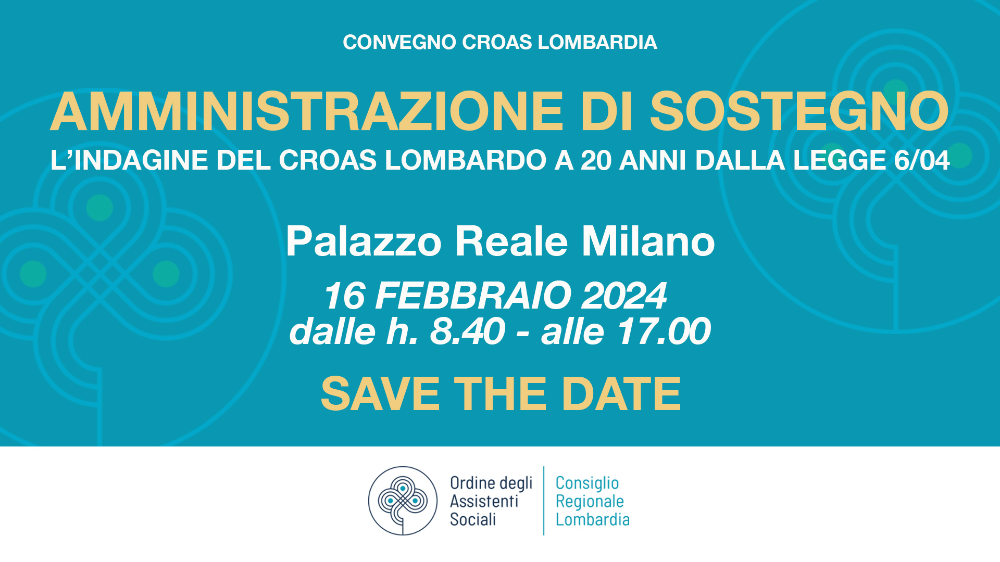 CONVEGNO CROAS LOMBARDIA
AMMINISTRAZIONE DI SOSTEGNO
L’INDAGINE DEL CROAS LOMBARDO A 20 ANNI DALLA LEGGE 6/04
Palazzo Reale Milano
16 FEBBRAIO 2024
dalle h. 8.40 - alle 17.00
SAVE THE DATE
Ordine degli
Assistenti
Sociali
Consiglio
Regionale
Lombardia